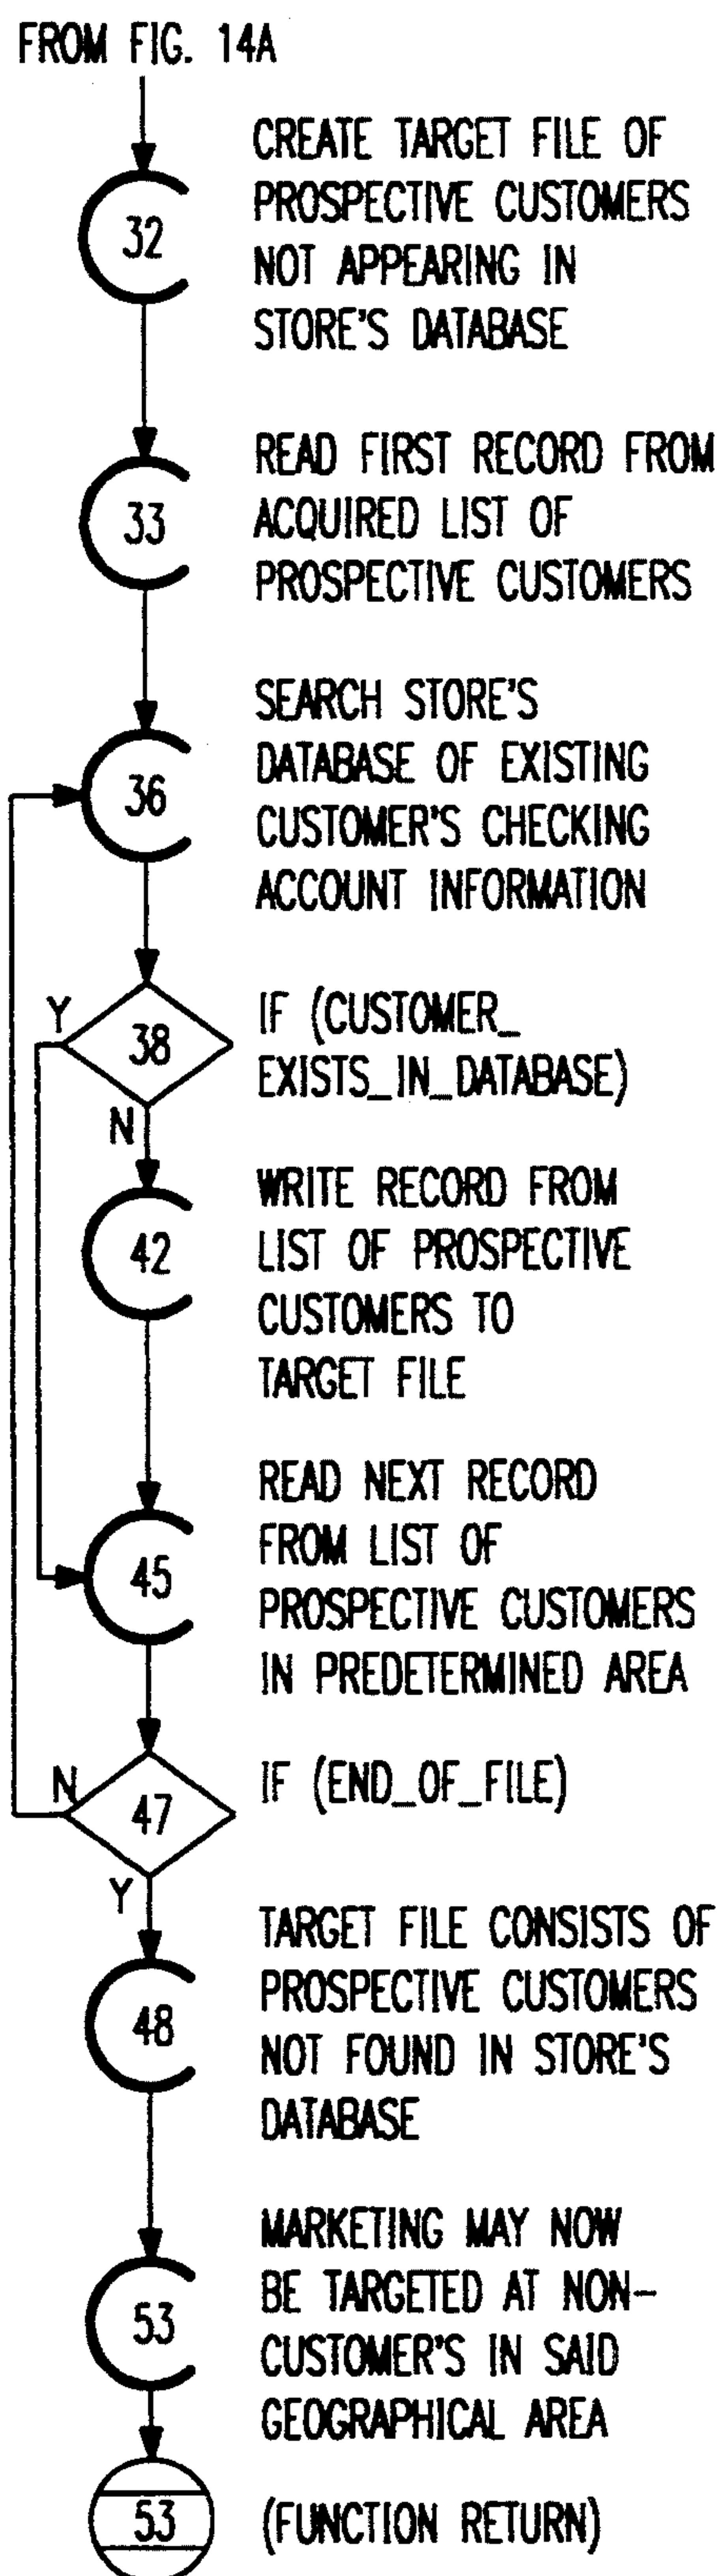 FROM FIG. 14A
32
CREATE TARGET FILE OF
PROSPECTIVE CUSTOMERS
NOT APPEARING IN
STORE'S DATABASE
33
READ FIRST RECORD FROM
ACQUIRED LIST OF
PROSPECTIVE CUSTOMERS
36
SEARCH STORE'S
DATABASE OF EXISTING
CUSTOMER'S CHECKING
ACCOUNT INFORMATION
Y
38
IF (CUSTOMER_
EXISTS_IN_DATABASE)
N
42
WRITE RECORD FROM
LIST OF PROSPECTIVE
CUSTOMERS TO
TARGET FILE
45
READ NEXT RECORD
FROM LIST OF
PROSPECTIVE CUSTOMERS
IN PREDETERMINED AREA
N
47
IF (END_OF_FILE)
Y
48
TARGET FILE CONSISTS OF
PROSPECTIVE CUSTOMERS
NOT FOUND IN STORE'S
DATABASE
53
MARKETING MAY NOW
BE TARGETED AT NON-
CUSTOMER'S IN SAID
GEOGRAPHICAL AREA
53
(FUNCTION RETURN)